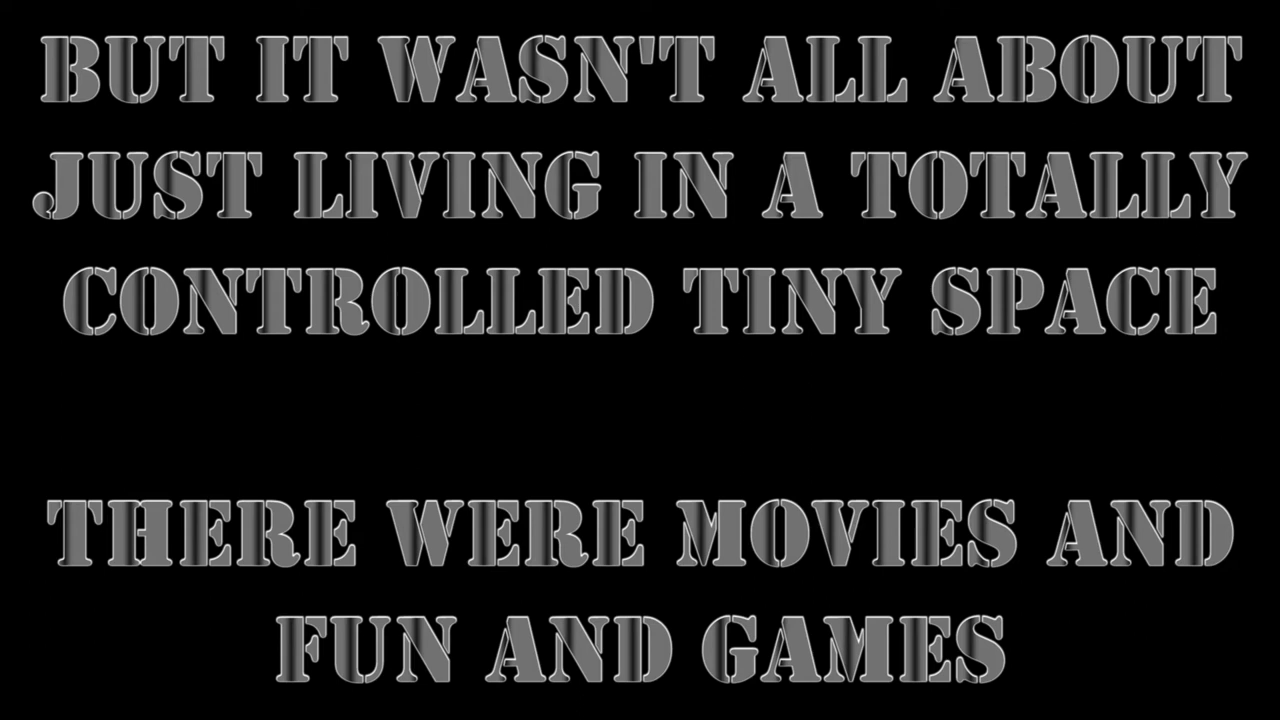 BUT IT WASN'T ALL ABOUT
JUST LIVING IN A TOTALLY
CONTROLLED TINY SPACE
THERE WERE MOVIES AND
FUN AND GAMES